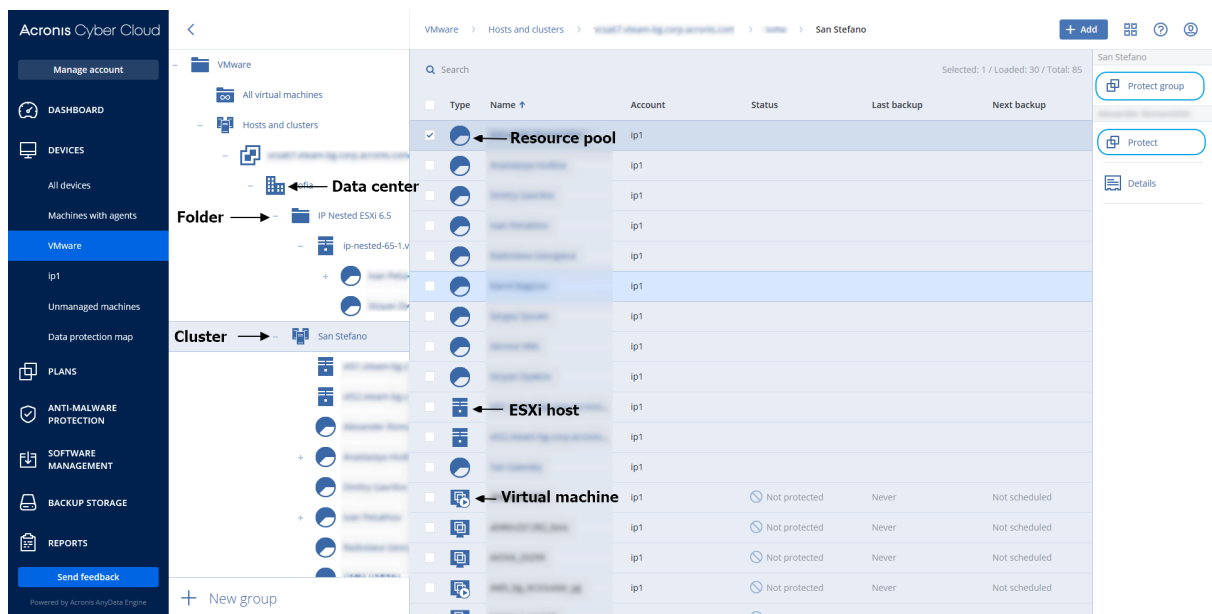 Acronis Cyber Cloud
Manage account
DASHBOARD
DEVICES
All devices
Machines with agents
VMware
ip1
Unmanaged machines
Data protection map
PLANS
ANTI-MALWARE
PROTECTION
SOFTWARE
MANAGEMENT
BACKUP STORAGE
REPORTS
Send feedback
Powered by Acronis AnyData Engine
VMware
All virtual machines
Hosts and clusters
Data center
Folder
IP Nested ESXi 6.5
ip-nested-65-1.v
Cluster
San Stefano
+ New group
VMware > Hosts and clusters > > > San Stefano
+ Add
Search
Selected: 1 / Loaded: 30 / Total: 85
Type Name ↑ Account Status Last backup Next backup
Resource pool ip1
ip1
ip1
ip1
ip1
ip1
ip1
ip1
ip1
ESXi host ip1
ip1
ip1
Virtual machine ip1 Not protected Never Not scheduled
ip1 Not protected Never Not scheduled
ip1 Not protected Never Not scheduled
ip1 Not protected Never Not scheduled
San Stefano
Protect group
Protect
Details